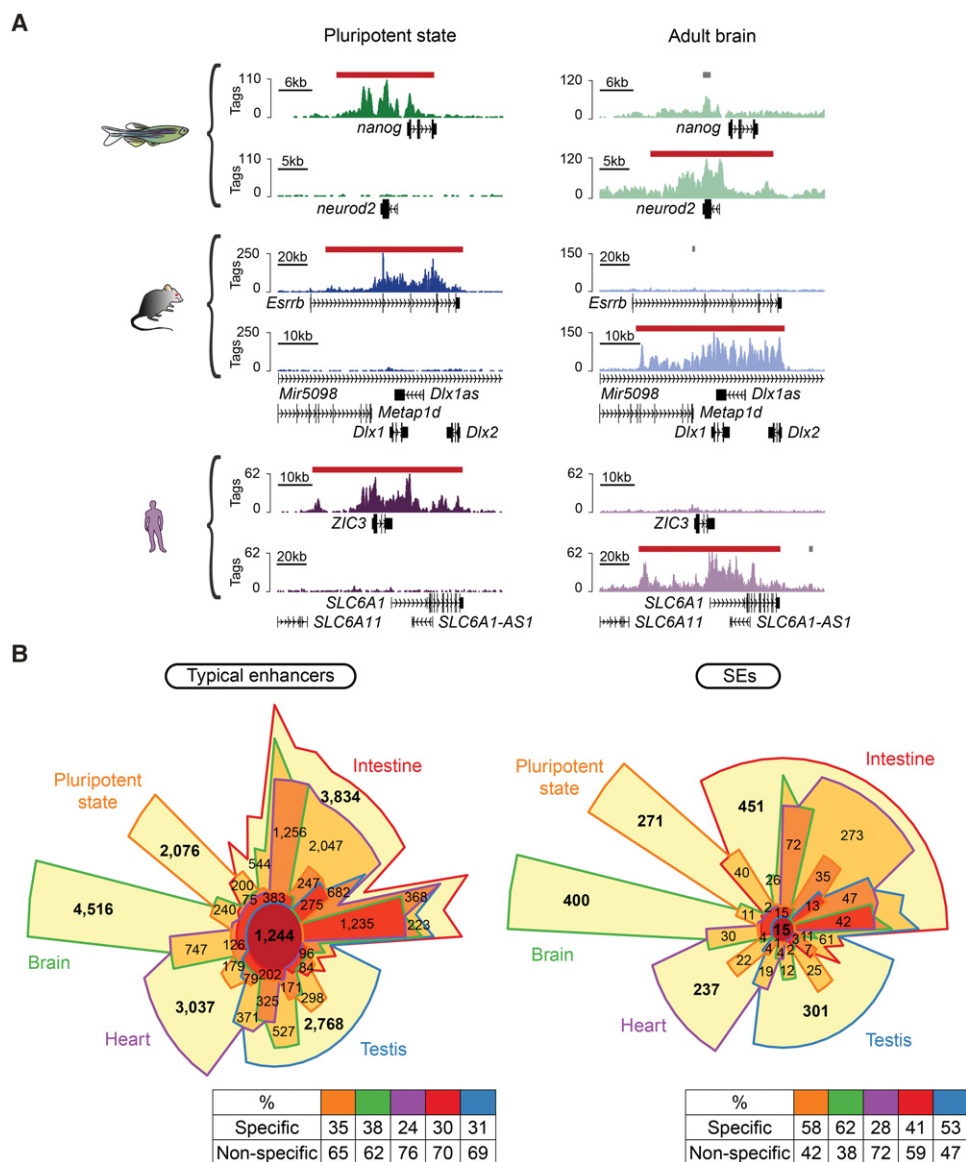 A
Pluripotent state
Adult brain
Tags
110
0
6kb
nanog
120
0
6kb
nanog
Tags
110
0
neurod2
5kb
120
0
5kb
neurod2
Tags
250
0
20kb
Esrrb
150
0
20kb
Esrrb
Tags
250
0
10kb
Mir5098
Dlx1as
Metap1d
Dlx1
Dlx2
150
0
10kb
Mir5098
Dlx1as
Metap1d
Dlx1
Dlx2
Tags
62
0
10kb
ZIC3
62
0
10kb
ZIC3
Tags
62
0
20kb
SLC6A1
SLC6A11
SLC6A1-AS1
62
0
20kb
SLC6A1
SLC6A11
SLC6A1-AS1
B
Typical enhancers
Pluripotent state
Intestine
3,834
1,256
2,047
2,076
544
200
247
682
75
383
275
368
4,516
240
1,235
223
1,244
Brain
747
126
96
179
84
79
202
171
3,037
325
298
371
2,768
527
Heart
Testis
% 
Specific 35 38 24 30 31
Non-specific 65 62 76 70 69
SEs
Pluripotent state
Intestine
451
271
72
273
40
26
35
2
15
13
47
400
11
42
15
Brain
30
4
3
11
61
22
4
1
2
7
4
19
12
25
237
301
Heart
Testis
%
Specific 58 62 28 41 53
Non-specific 42 38 72 59 47